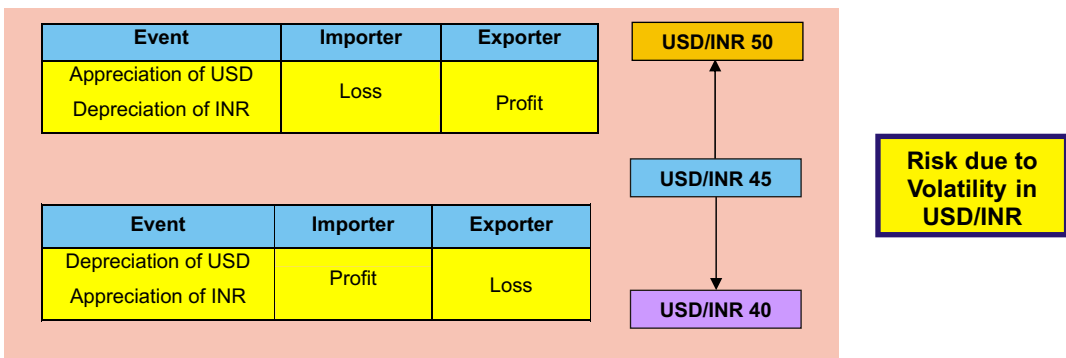 Event Importer Exporter
Appreciation of USD
Depreciation of INR
Loss
Profit
USD/INR 50
USD/INR 45
Risk due to
Volatility in
USD/INR
Event Importer Exporter
Depreciation of USD
Appreciation of INR
Profit
Loss
USD/INR 40